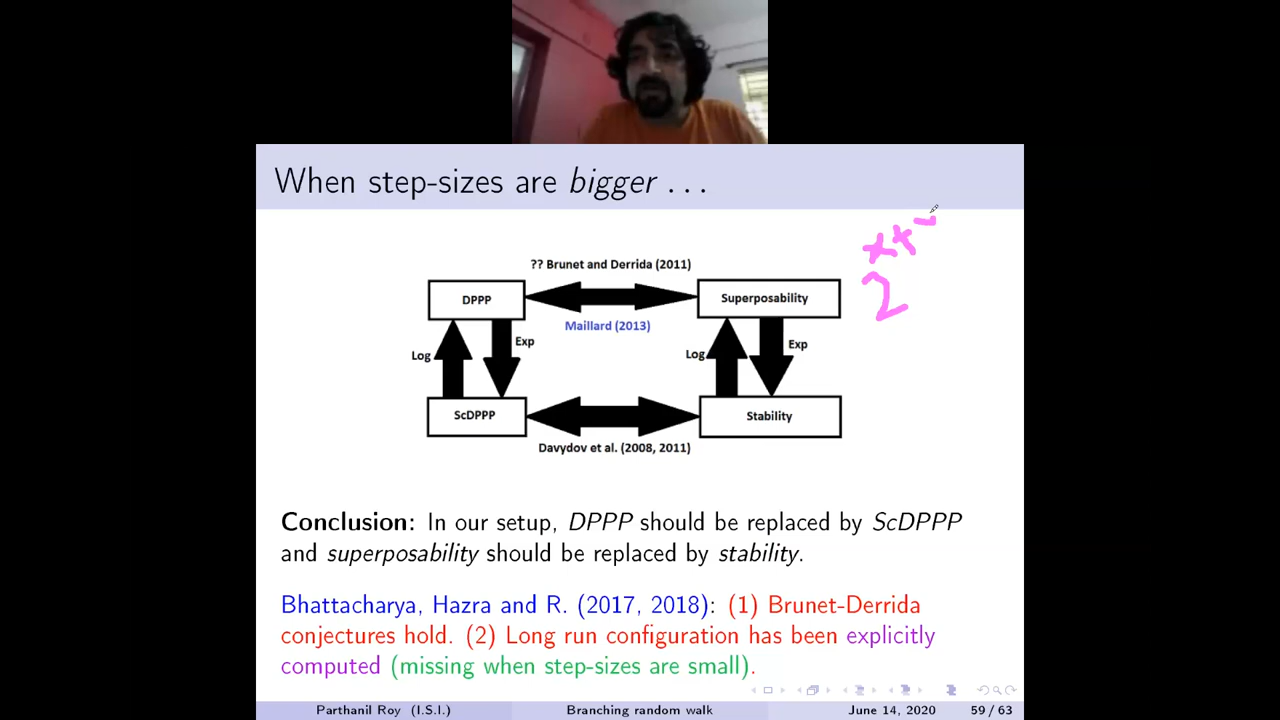 When step-sizes are bigger . . .
?? Brunet and Derrida (2011)
DPPP
Superposability
Maillard (2013)
Log
Exp
Log
Exp
ScDPPP
Stability
Davydov et al. (2008, 2011)
Conclusion: In our setup, DPPP should be replaced by ScDPPP
and superposability should be replaced by stability.
Bhattacharya, Hazra and R. (2017, 2018): (1) Brunet-Derrida
conjectures hold. (2) Long run configuration has been explicitly
computed (missing when step-sizes are small).
Parthanil Roy (I.S.I.) Branching random walk June 14, 2020 59 / 63
2 x+